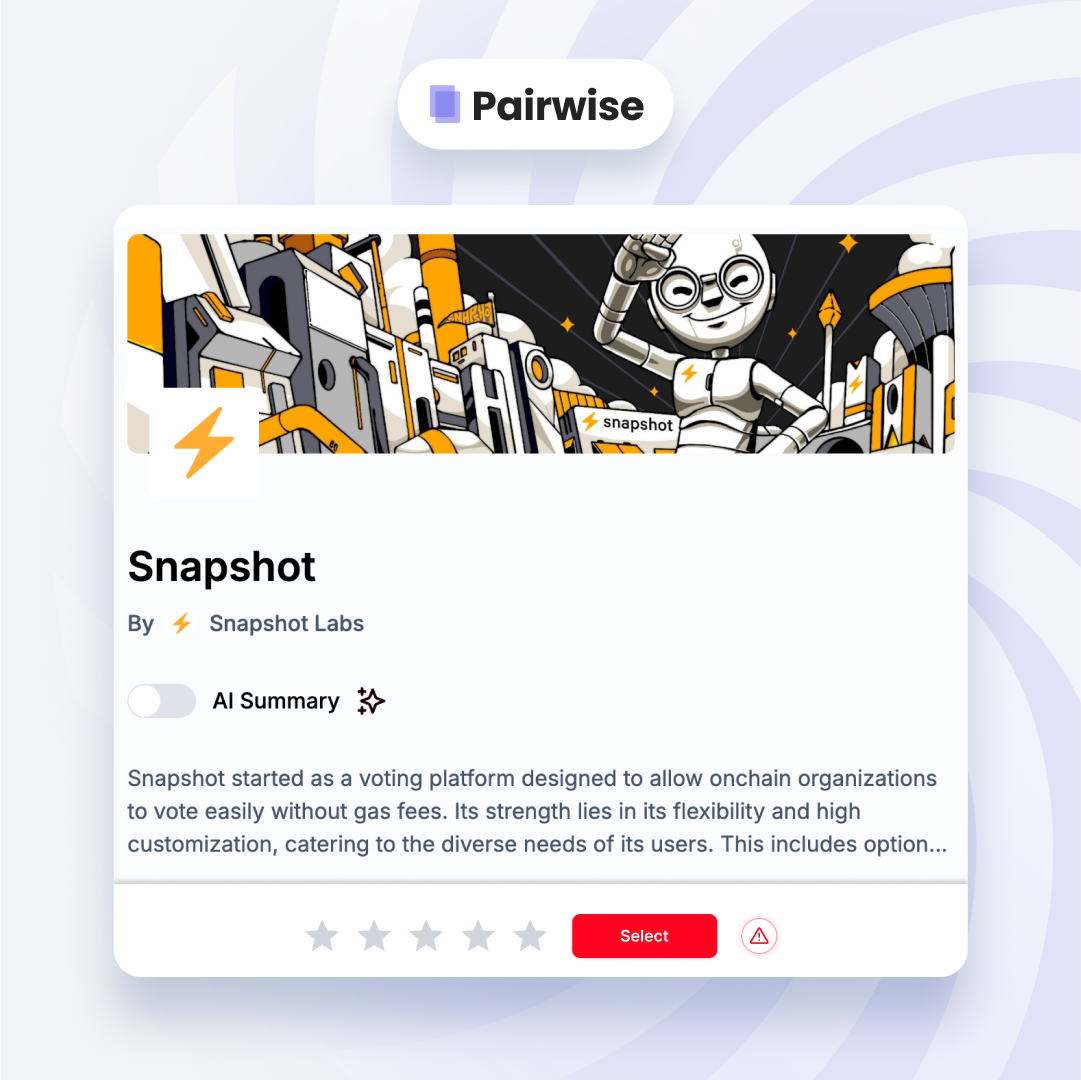 Pairwise
SNAPSHOT
snapshot
Snapshot
By Snapshot Labs
AI Summary
Snapshot started as a voting platform designed to allow onchain organizations
to vote easily without gas fees. Its strength lies in its flexibility and high
customization, catering to the diverse needs of its users. This includes option...
Select